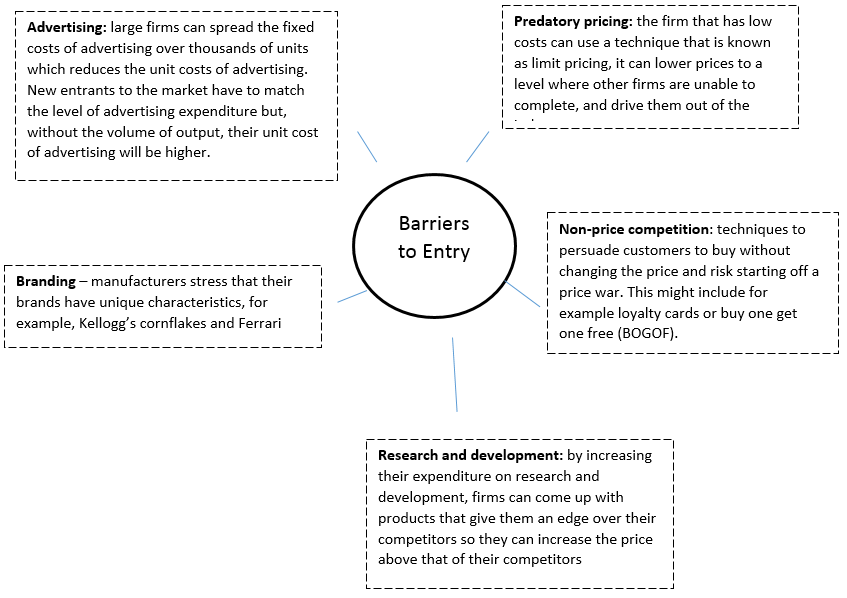 Advertising: large firms can spread the fixed
costs of advertising over thousands of units
which reduces the unit costs of advertising.
New entrants to the market have to match
the level of advertising expenditure but,
without the volume of output, their unit cost
of advertising will be higher.
Predatory pricing: the firm that has low
costs can use a technique that is known
as limit pricing, it can lower prices to a
level where other firms are unable to
complete, and drive them out of the
Barriers
to Entry
Non-price competition: techniques to
persuade customers to buy without
changing the price and risk starting off a
price war. This might include for
example loyalty cards or buy one get
one free (BOGOF).
Branding – manufacturers stress that their
brands have unique characteristics, for
example, Kellogg’s cornflakes and Ferrari
Research and development: by increasing
their expenditure on research and
development, firms can come up with
products that give them an edge over their
competitors so they can increase the price
above that of their competitors